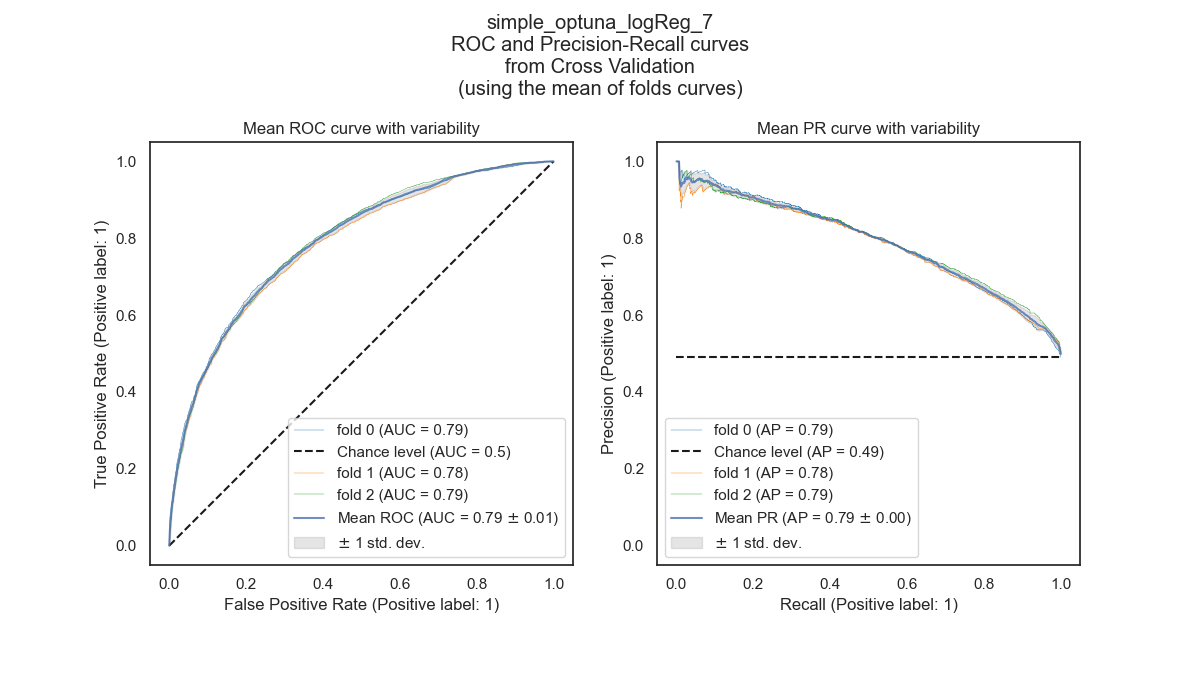 simple_optuna_logReg_7
ROC and Precision-Recall curves
from Cross Validation
(using the mean of folds curves)
Mean ROC curve with variability
True Positive Rate (Positive label: 1)
1.0
0.8
0.6
0.4
0.2
0.0
fold 0 (AUC = 0.79)
Chance level (AUC = 0.5)
fold 1 (AUC = 0.78)
fold 2 (AUC = 0.79)
Mean ROC (AUC = 0.79 ± 0.01)
± 1 std. dev.
0.0 0.2 0.4 0.6 0.8 1.0
False Positive Rate (Positive label: 1)
Mean PR curve with variability
Precision (Positive label: 1)
1.0
0.8
0.6
0.4
0.2
0.0
fold 0 (AP = 0.79)
Chance level (AP = 0.49)
fold 1 (AP = 0.78)
fold 2 (AP = 0.79)
Mean PR (AP = 0.79 ± 0.00)
± 1 std. dev.
0.0 0.2 0.4 0.6 0.8 1.0
Recall (Positive label: 1)